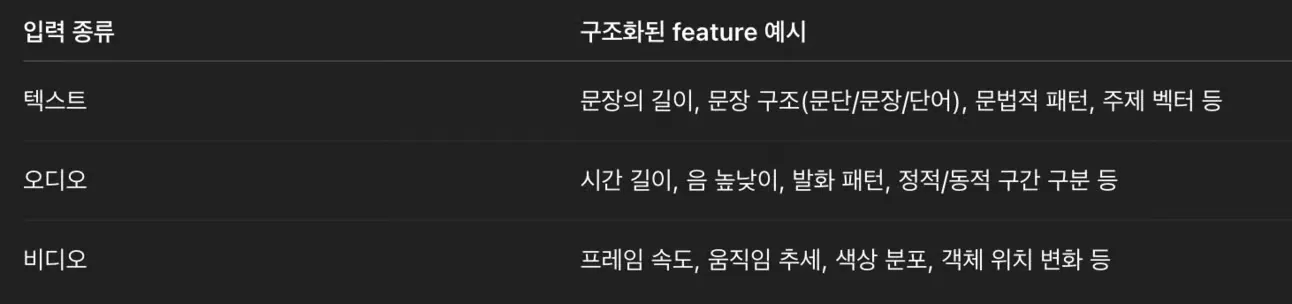 입력 종류 구조화된 feature 예시
텍스트 문장의 길이, 문장 구조(문단/문장/단어), 문법적 패턴, 주제 벡터 등
오디오 시간 길이, 음 높낮이, 발화 패턴, 정적/동적 구간 구분 등
비디오 프레임 속도, 움직임 추세, 색상 분포, 객체 위치 변화 등